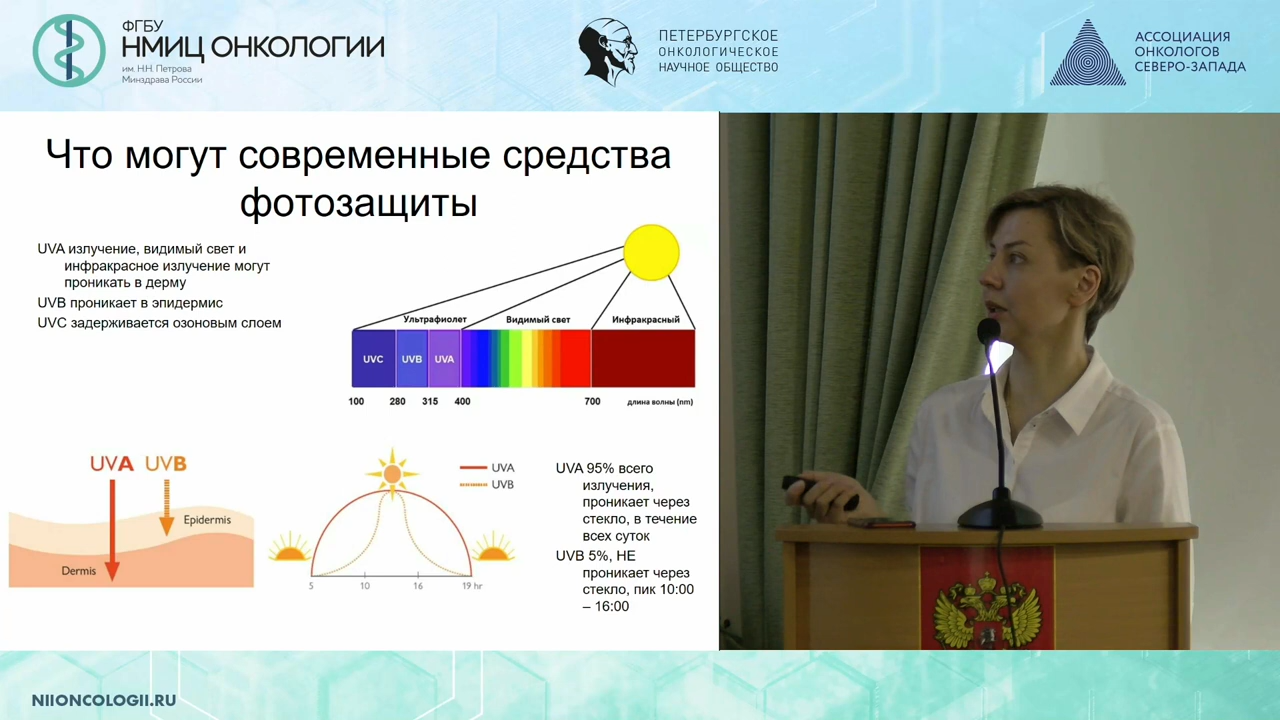 ФГБУ
НМИЦ ОНКОЛОГИИ
им. Н.Н. Петрова
Минздрава России
ПЕТЕРБУРГСКОЕ
ОНКОЛОГИЧЕСКОЕ
НАУЧНОЕ ОБЩЕСТВО
АССОЦИАЦИЯ
ОНКОЛОГОВ
СЕВЕРО-ЗАПАДА
Что могут современные средства
фотозащиты
UVA излучение, видимый свет и
инфракрасное излучение могут
проникать в дерму
UVB проникает в эпидермис
UVC задерживается озоновым слоем
Ультрафиолет Видимый свет Инфракрасный
UVC UVB UVA
100 280 315 400 700 длина волны (nm)
UVA UVB
Epidermis
Dermis
UVA
UVB
5 10 16 19 hr
UVA 95% всего
излучения,
проникает через
стекло, в течение
всех суток
UVB 5%, НЕ
проникает через
стекло, пик 10:00
– 16:00
NIIONCOLOGII.RU